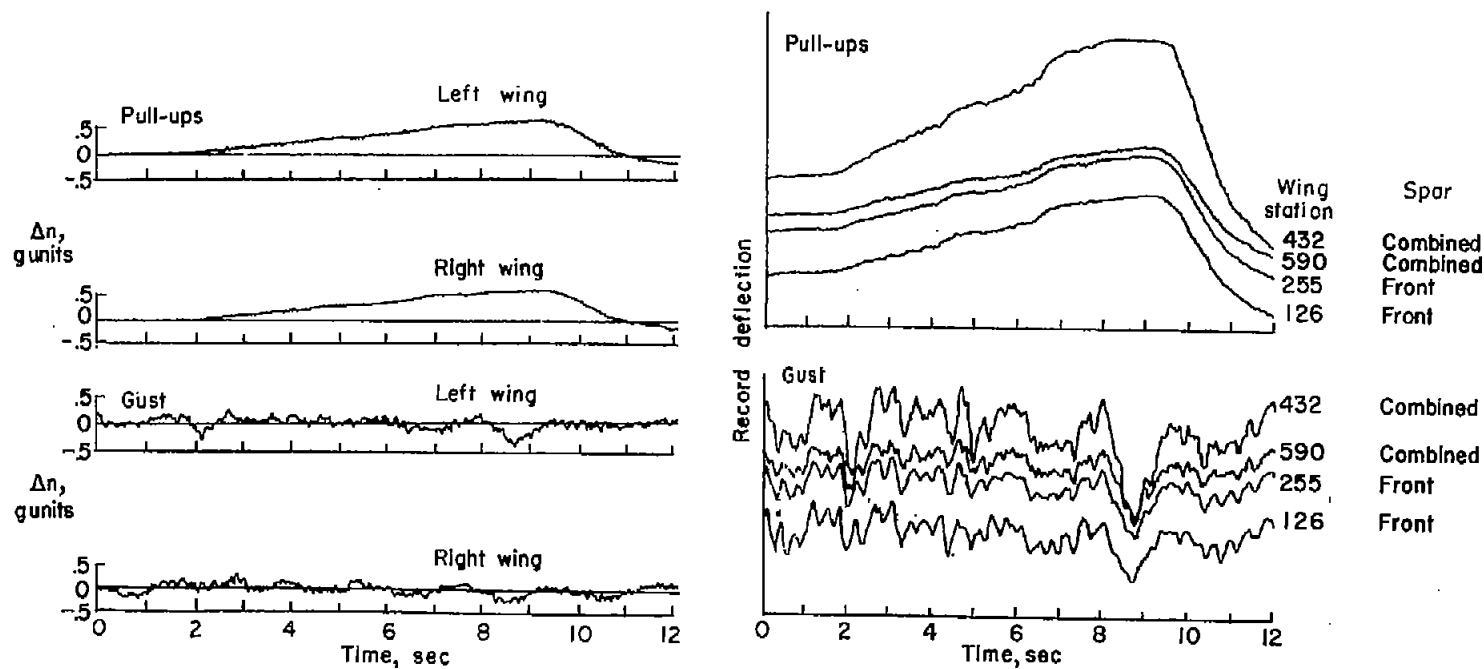 Pull-ups
Left wing
.5
0
-.5
Δn,
g units
Right wing
.5
0
-.5
Gust
Left wing
.5
0
-.5
Δn,
g units
Right wing
.5
0
-.5
0 2 4 6 8 10 12
Time, sec
Pull-ups
Wing station
Spar
432 Combined
590 Combined
255 Front
126 Front
Record deflection
Gust
432 Combined
590 Combined
255 Front
126 Front
0 2 4 6 8 10 12
Time, sec